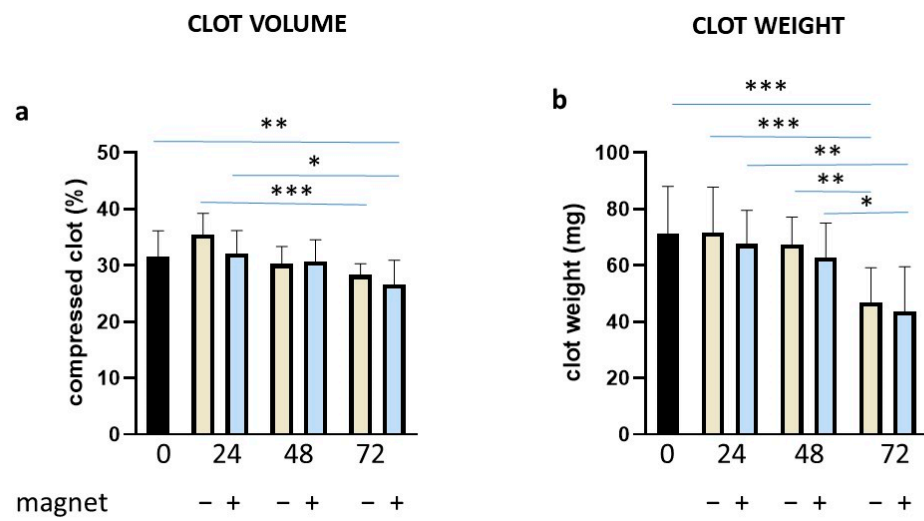 CLOT VOLUME
CLOT WEIGHT
a
b
**
*
***
***
***
**
**
*
compressed clot (%)
50
40
30
20
10
0
clot weight (mg)
100
80
60
40
20
0
0 24 48 72
0 24 48 72
magnet − + − + − +
− + − + − +